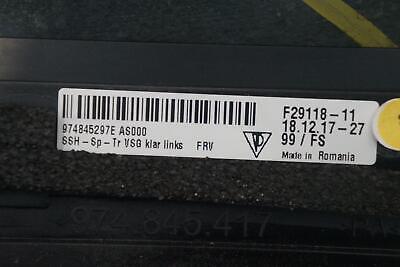 974845297E AS000
SSH-Sp-Tr VSG klar links FRV
F29118-11
18.12.17-27
99/FS
Made in Romania
974.845.417